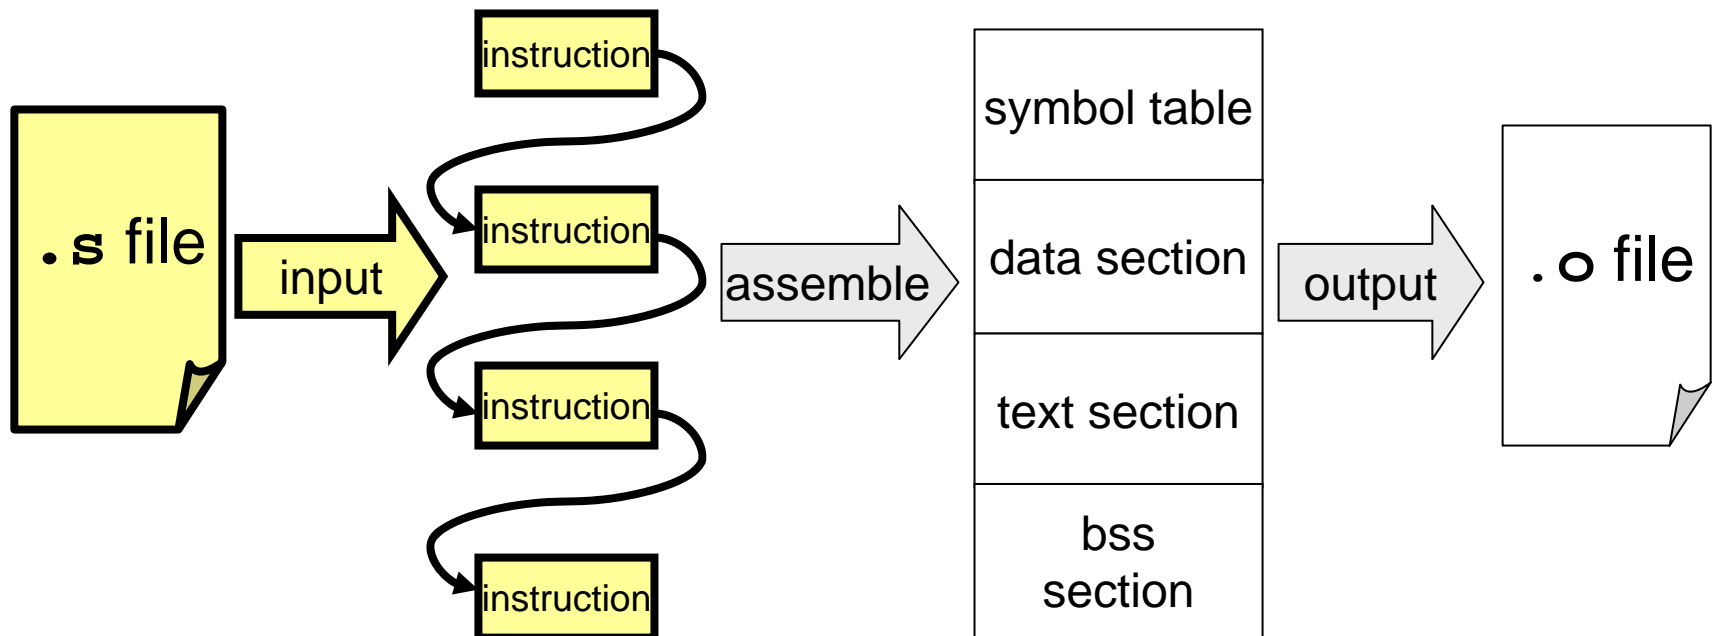 .s file
input
instruction
instruction
instruction
instruction
assemble
symbol table
data section
text section
bss
section
output
.o file